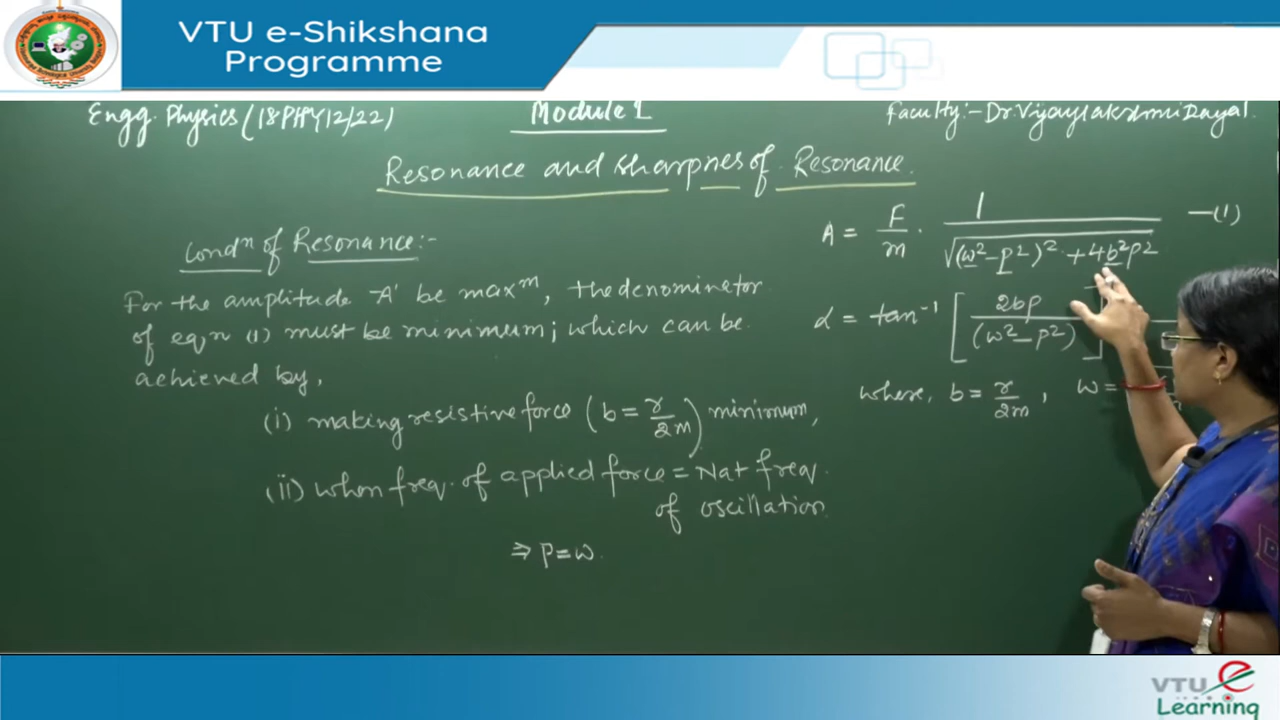 VTU e-Shikshana
Programme
Engg. Physics (18PHY12/22)
Module 1
Faculty:- Dr. Vijaylakshmi Dayal.
Resonance and sharpnes of Resonance.
Condⁿ of Resonance:-
For the amplitude 'A' be maxᵐ, the denominator
of eqn (1) must be minimum; which can be
achieved by,
(i) making resistive force (b = r/2m) minimum,
(ii) when freq. of applied force = Nat freq.
of oscillation.
⇒ P = ω.
A = F/m · 1/√((ω² - P²)² + 4b²P²) —(1)
α = tan⁻¹ [2bp/(ω² - P²)]
where, b = r/2m, ω =
VTU e
Learning